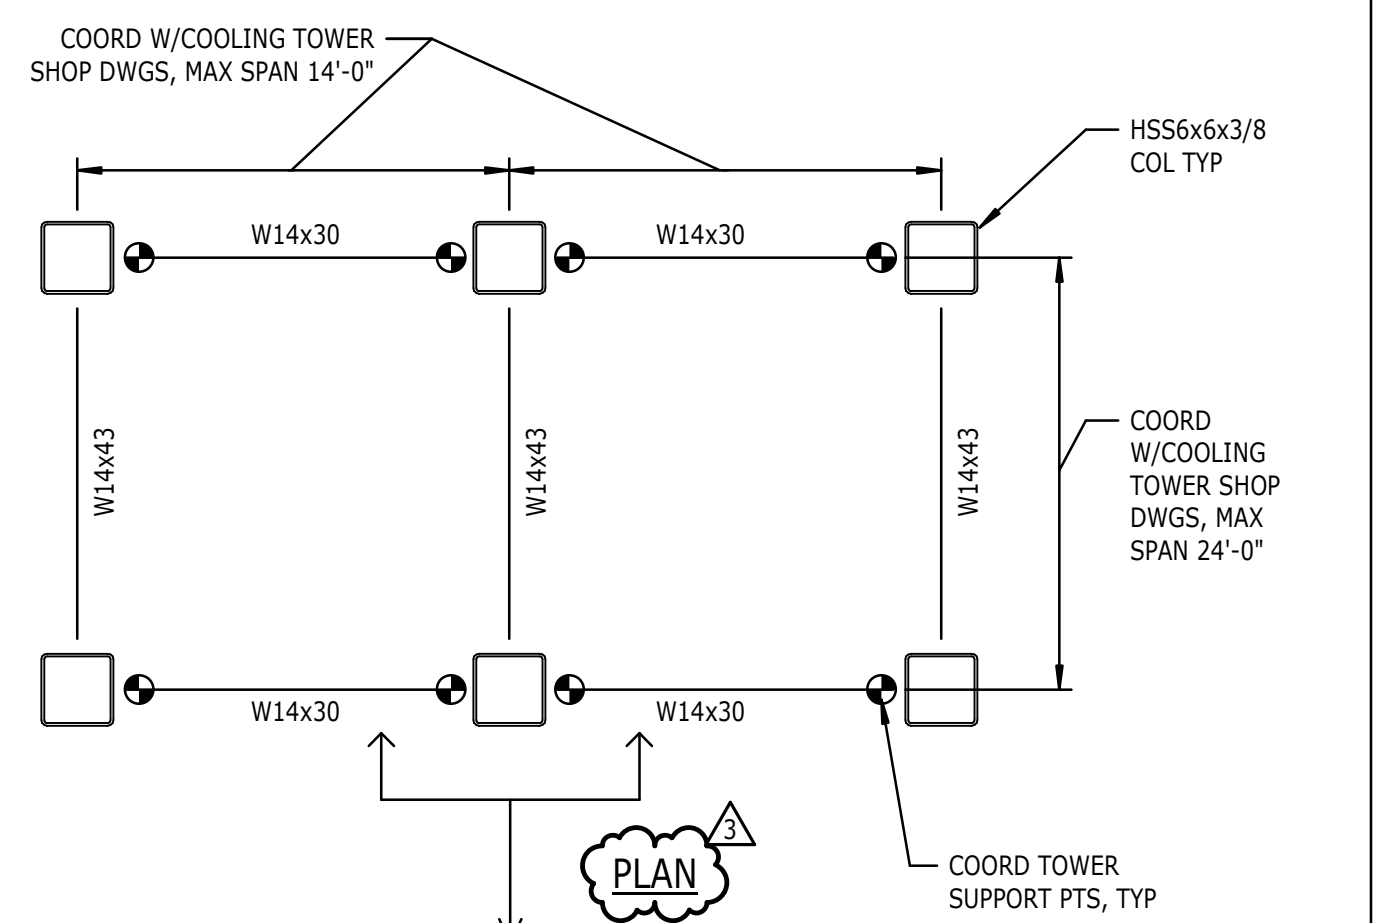 COORD W/COOLING TOWER
SHOP DWGS, MAX SPAN 14'-0"
HSS6x6x3/8
COL TYP
W14x30
W14x30
W14x43
W14x43
W14x43
COORD
W/COOLING
TOWER SHOP
DWGS, MAX
SPAN 24'-0"
W14x30
W14x30
3
PLAN
COORD TOWER
SUPPORT PTS, TYP